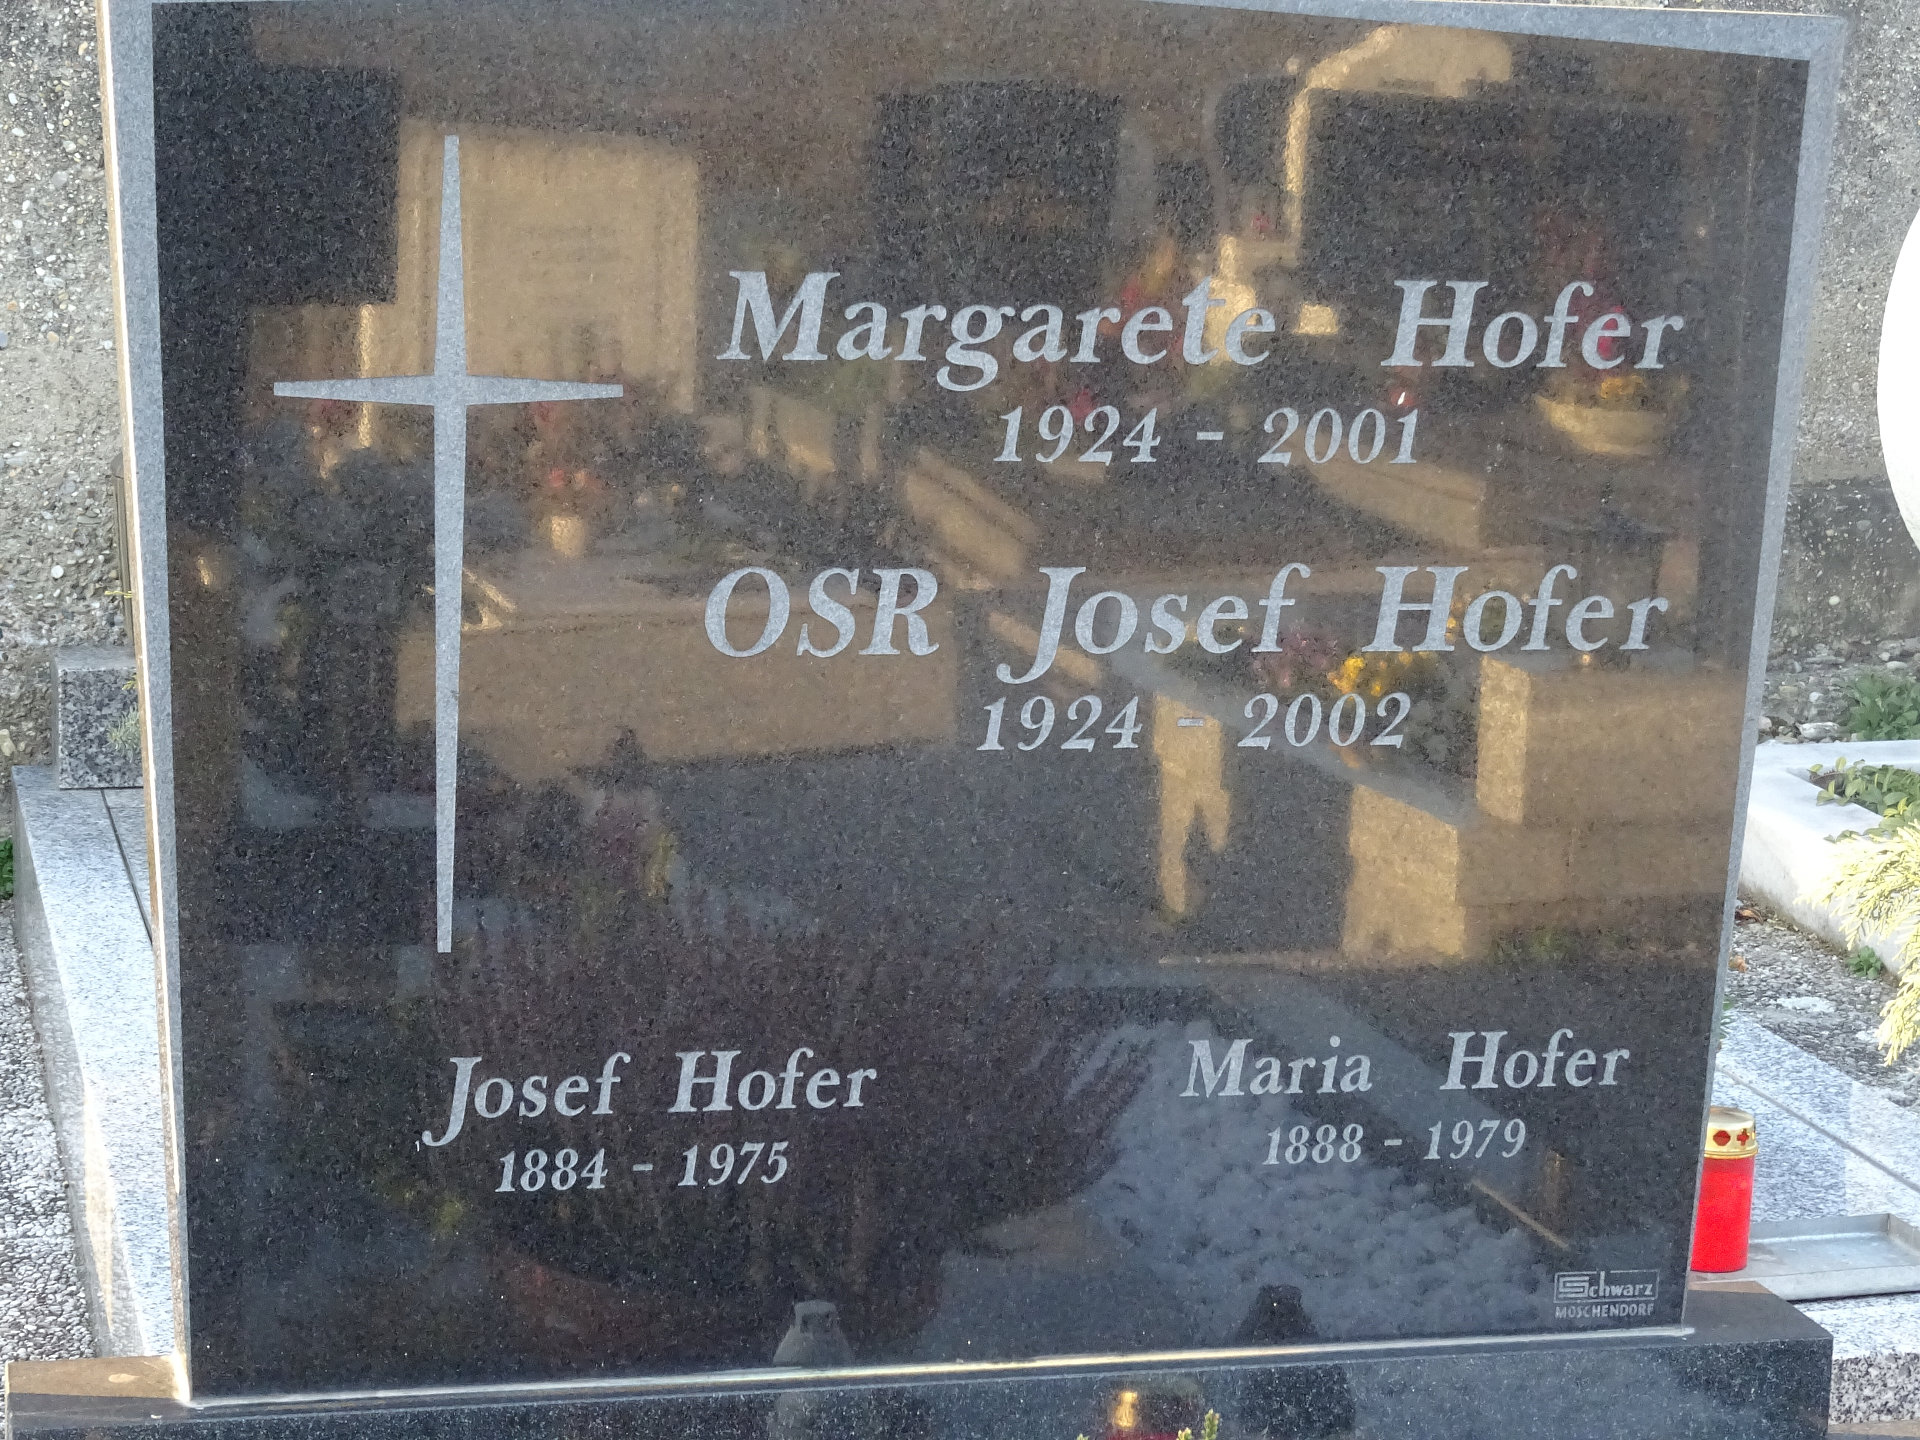 Margarete Hofer
1924 - 2001
OSR Josef Hofer
1924 - 2002
Josef Hofer
1884 - 1975
Maria Hofer
1888 - 1979
Schwarz
MOSCHENDORF